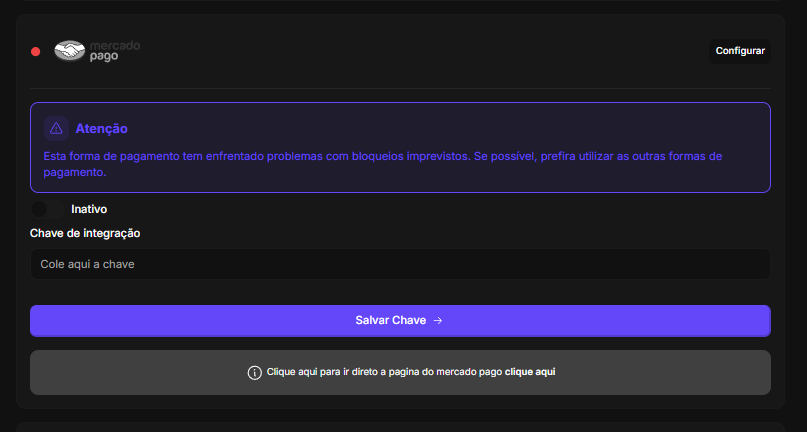 mercado
pago
Configurar
Atenção
Esta forma de pagamento tem enfrentado problemas com bloqueios imprevistos. Se possível, prefira utilizar as outras formas de
pagamento.
Inativo
Chave de integração
Cole aqui a chave
Salvar Chave →
Clique aqui para ir direto a pagina do mercado pago clique aqui